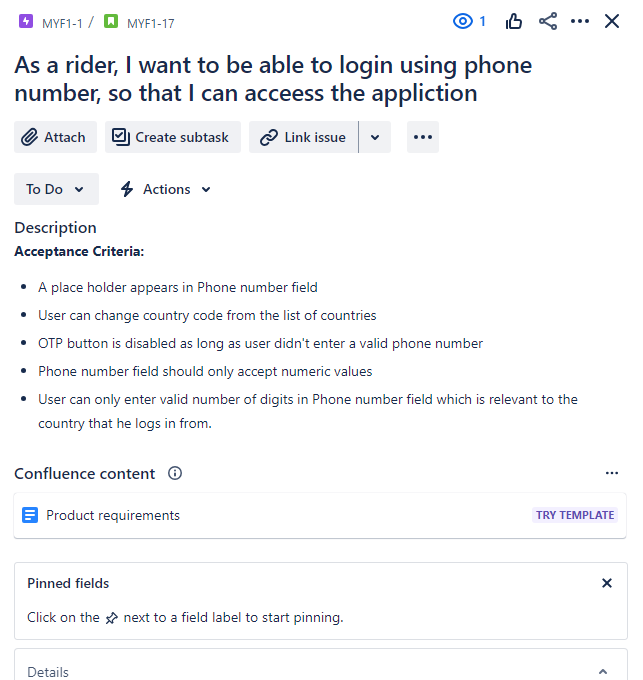 MYF1-1 / MYF1-17
1
As a rider, I want to be able to login using phone
number, so that I can acceess the appliction
Attach Create subtask Link issue
To Do Actions
Description
Acceptance Criteria:
A place holder appears in Phone number field
User can change country code from the list of countries
OTP button is disabled as long as user didn't enter a valid phone number
Phone number field should only accept numeric values
User can only enter valid number of digits in Phone number field which is relevant to the
country that he logs in from.
Confluence content
Product requirements TRY TEMPLATE
Pinned fields
Click on the next to a field label to start pinning.
Details